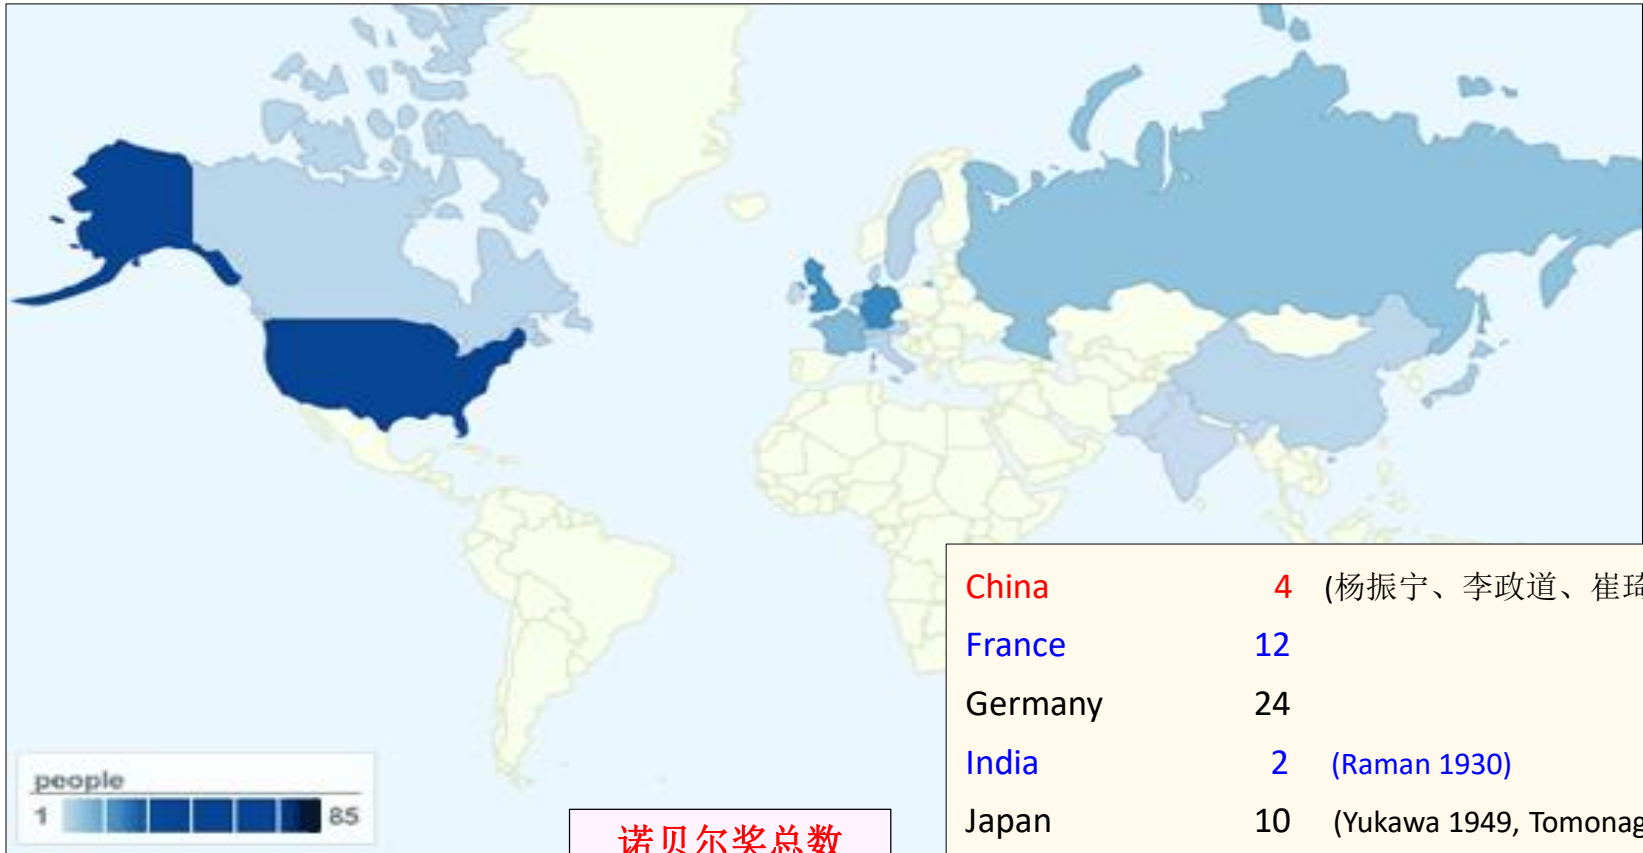 people
1 85
诺贝尔奖总数
China 4 (杨振宁、李政道、崔琦
France 12
Germany 24
India 2 (Raman 1930)
Japan 10 (Yukawa 1949, Tomonag